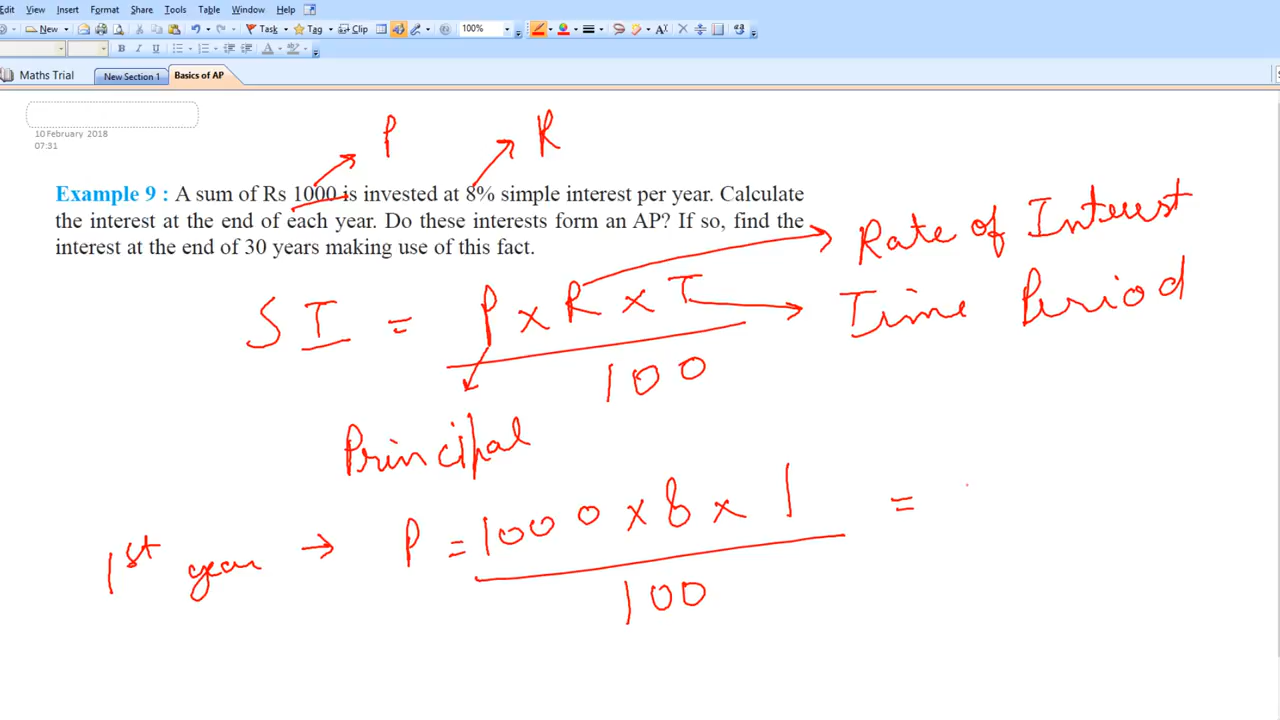 Edit View Insert Format Share Tools Table Window Help
New Task Tag Clip 100%
B I U A
Maths Trial New Section 1 Basics of AP
10 February 2018
07:31
P R
Example 9 : A sum of Rs 1000 is invested at 8% simple interest per year. Calculate
the interest at the end of each year. Do these interests form an AP? If so, find the
interest at the end of 30 years making use of this fact.
Rate of Interest
SI = P x R x T
100
Time Period
Principal
1st year → P = 1000 x 8 x 1 =
100